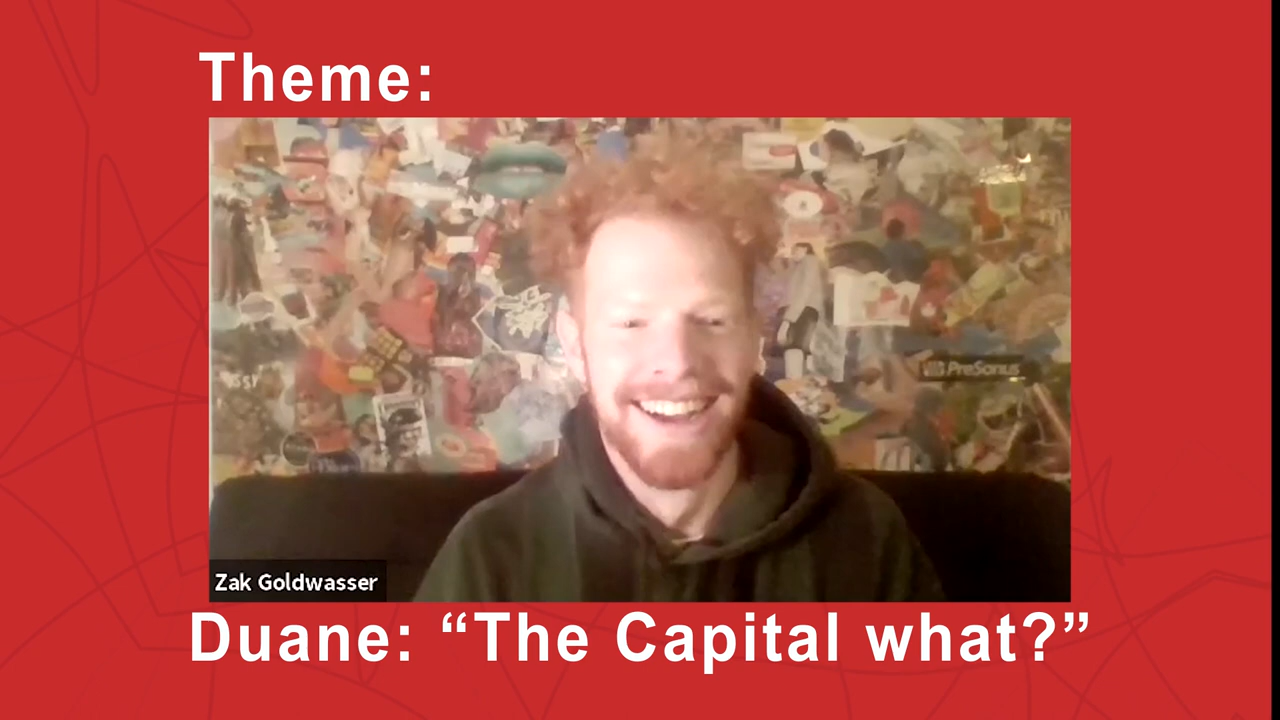 Theme:
PreSonus
Zak Goldwasser
Duane: “The Capital what?”